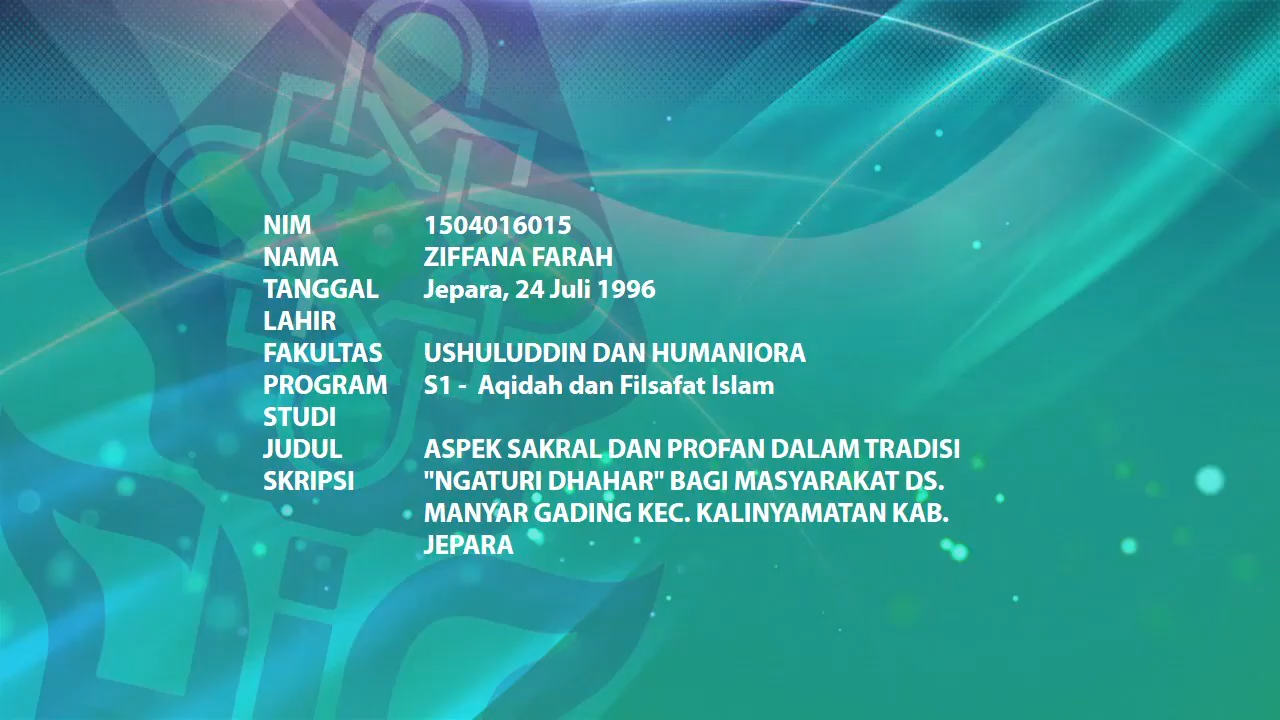 NIM 1504016015
NAMA ZIFFANA FARAH
TANGGAL Jepara, 24 Juli 1996
LAHIR
FAKULTAS USHULUDDIN DAN HUMANIORA
PROGRAM S1 - Aqidah dan Filsafat Islam
STUDI
JUDUL ASPEK SAKRAL DAN PROFAN DALAM TRADISI
SKRIPSI "NGATURI DHAHAR" BAGI MASYARAKAT DS.
MANYAR GADING KEC. KALINYAMATAN KAB.
JEPARA